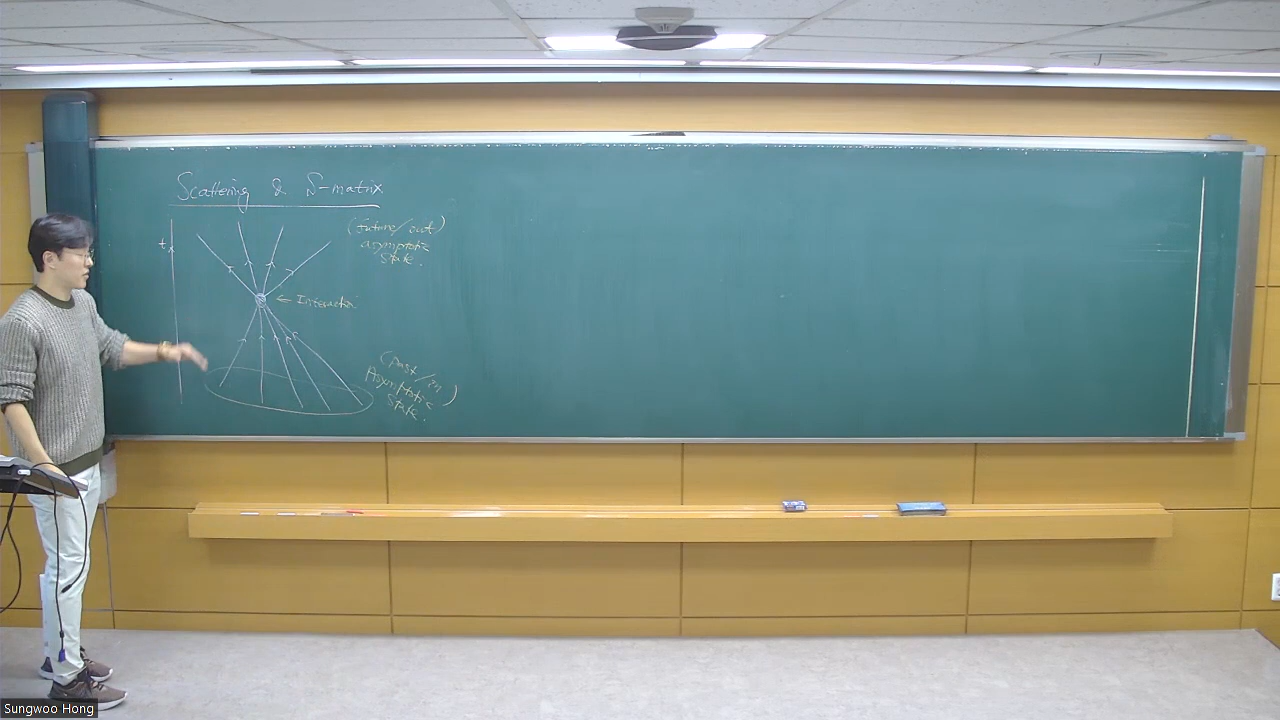 Scattering & S-matrix
t
(future/out)
asymptotic
state.
← Interaction
(past/in
Asymptotic
state. )
Sungwoo Hong